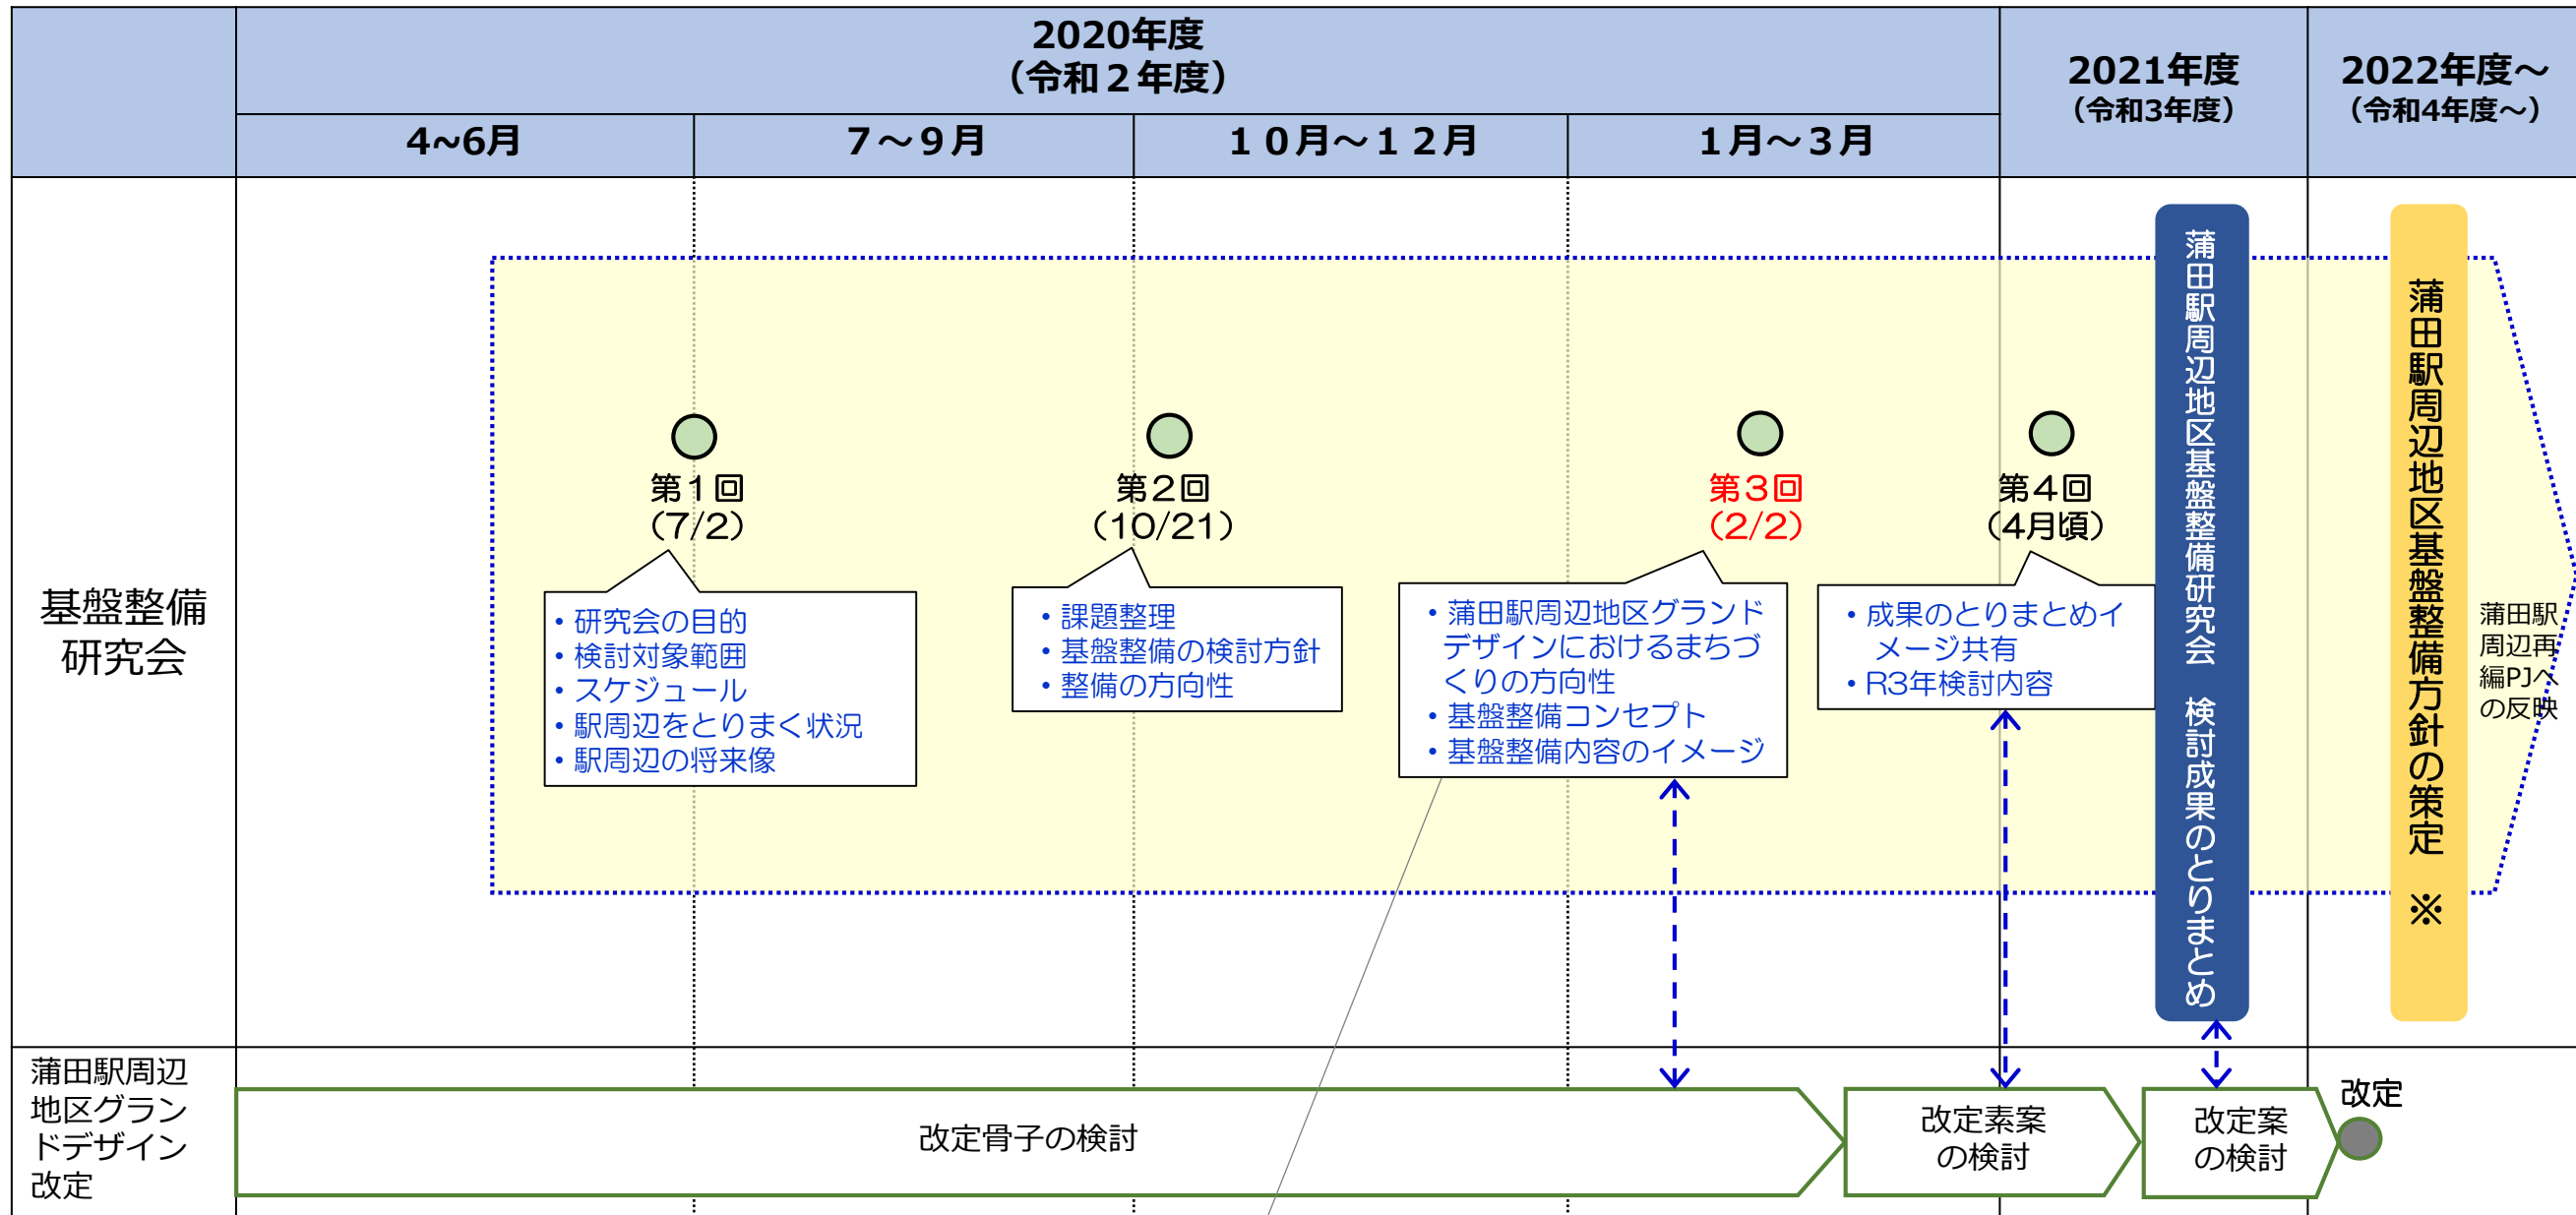 2020年度
（令和２年度）
2021年度
（令和3年度）
2022年度～
（令和4年度～）
4~6月
７～９月
１０月～１２月
１月～３月
基盤整備
研究会
第１回
（7/2）
・研究会の目的
・検討対象範囲
・スケジュール
・駅周辺をとりまく状況
・駅周辺の将来像
第２回
（10/21）
・課題整理
・基盤整備の検討方針
・整備の方向性
第３回
（2/2）
・蒲田駅周辺地区グランド
デザインにおけるまちづ
くりの方向性
・基盤整備コンセプト
・基盤整備内容のイメージ
第４回
（4月頃）
・成果のとりまとめイ
メージ共有
・R3年検討内容
蒲田駅周辺地区基盤整備研究会　検討成果のとりまとめ
蒲田駅周辺地区基盤整備方針の策定　※
蒲田駅
周辺再
編PJへ
の反映
蒲田駅周辺
地区グラン
ドデザイン
改定
改定骨子の検討
改定素案
の検討
改定案
の検討
改定